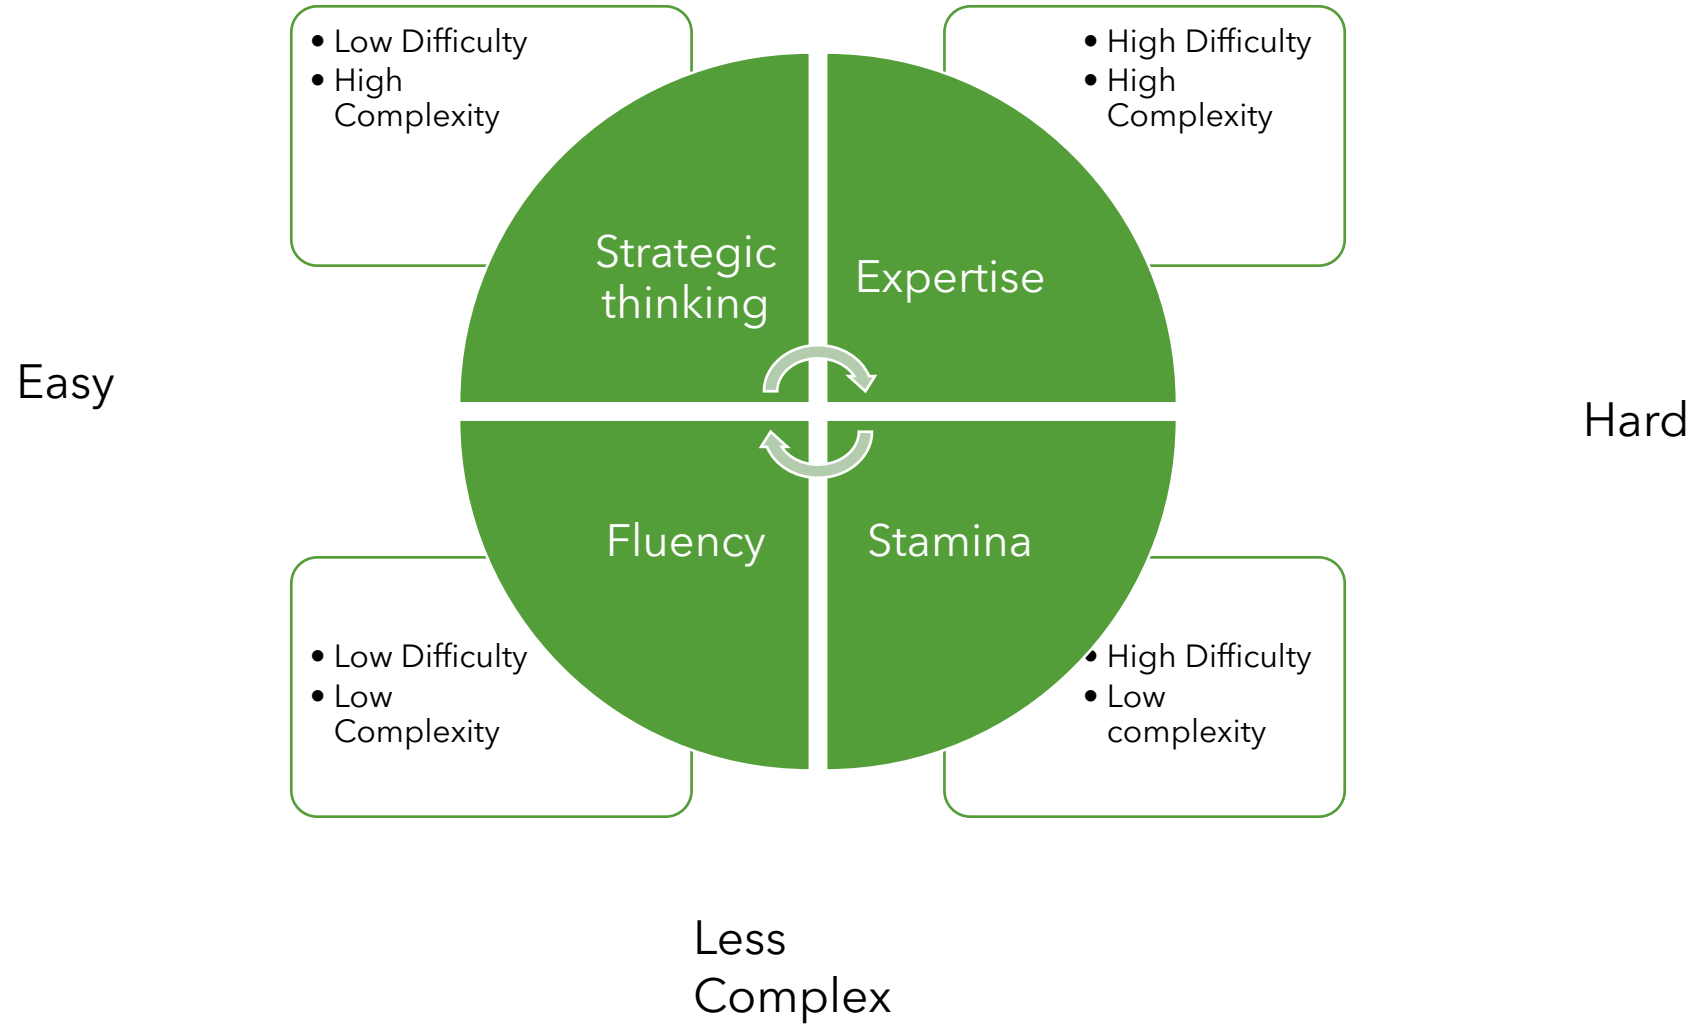 • Low Difficulty
• High
Complexity
• High Difficulty
• High
Complexity
Strategic
thinking
Expertise
Easy
Hard
Fluency
Stamina
• Low Difficulty
• Low
Complexity
• High Difficulty
• Low
complexity
Less
Complex